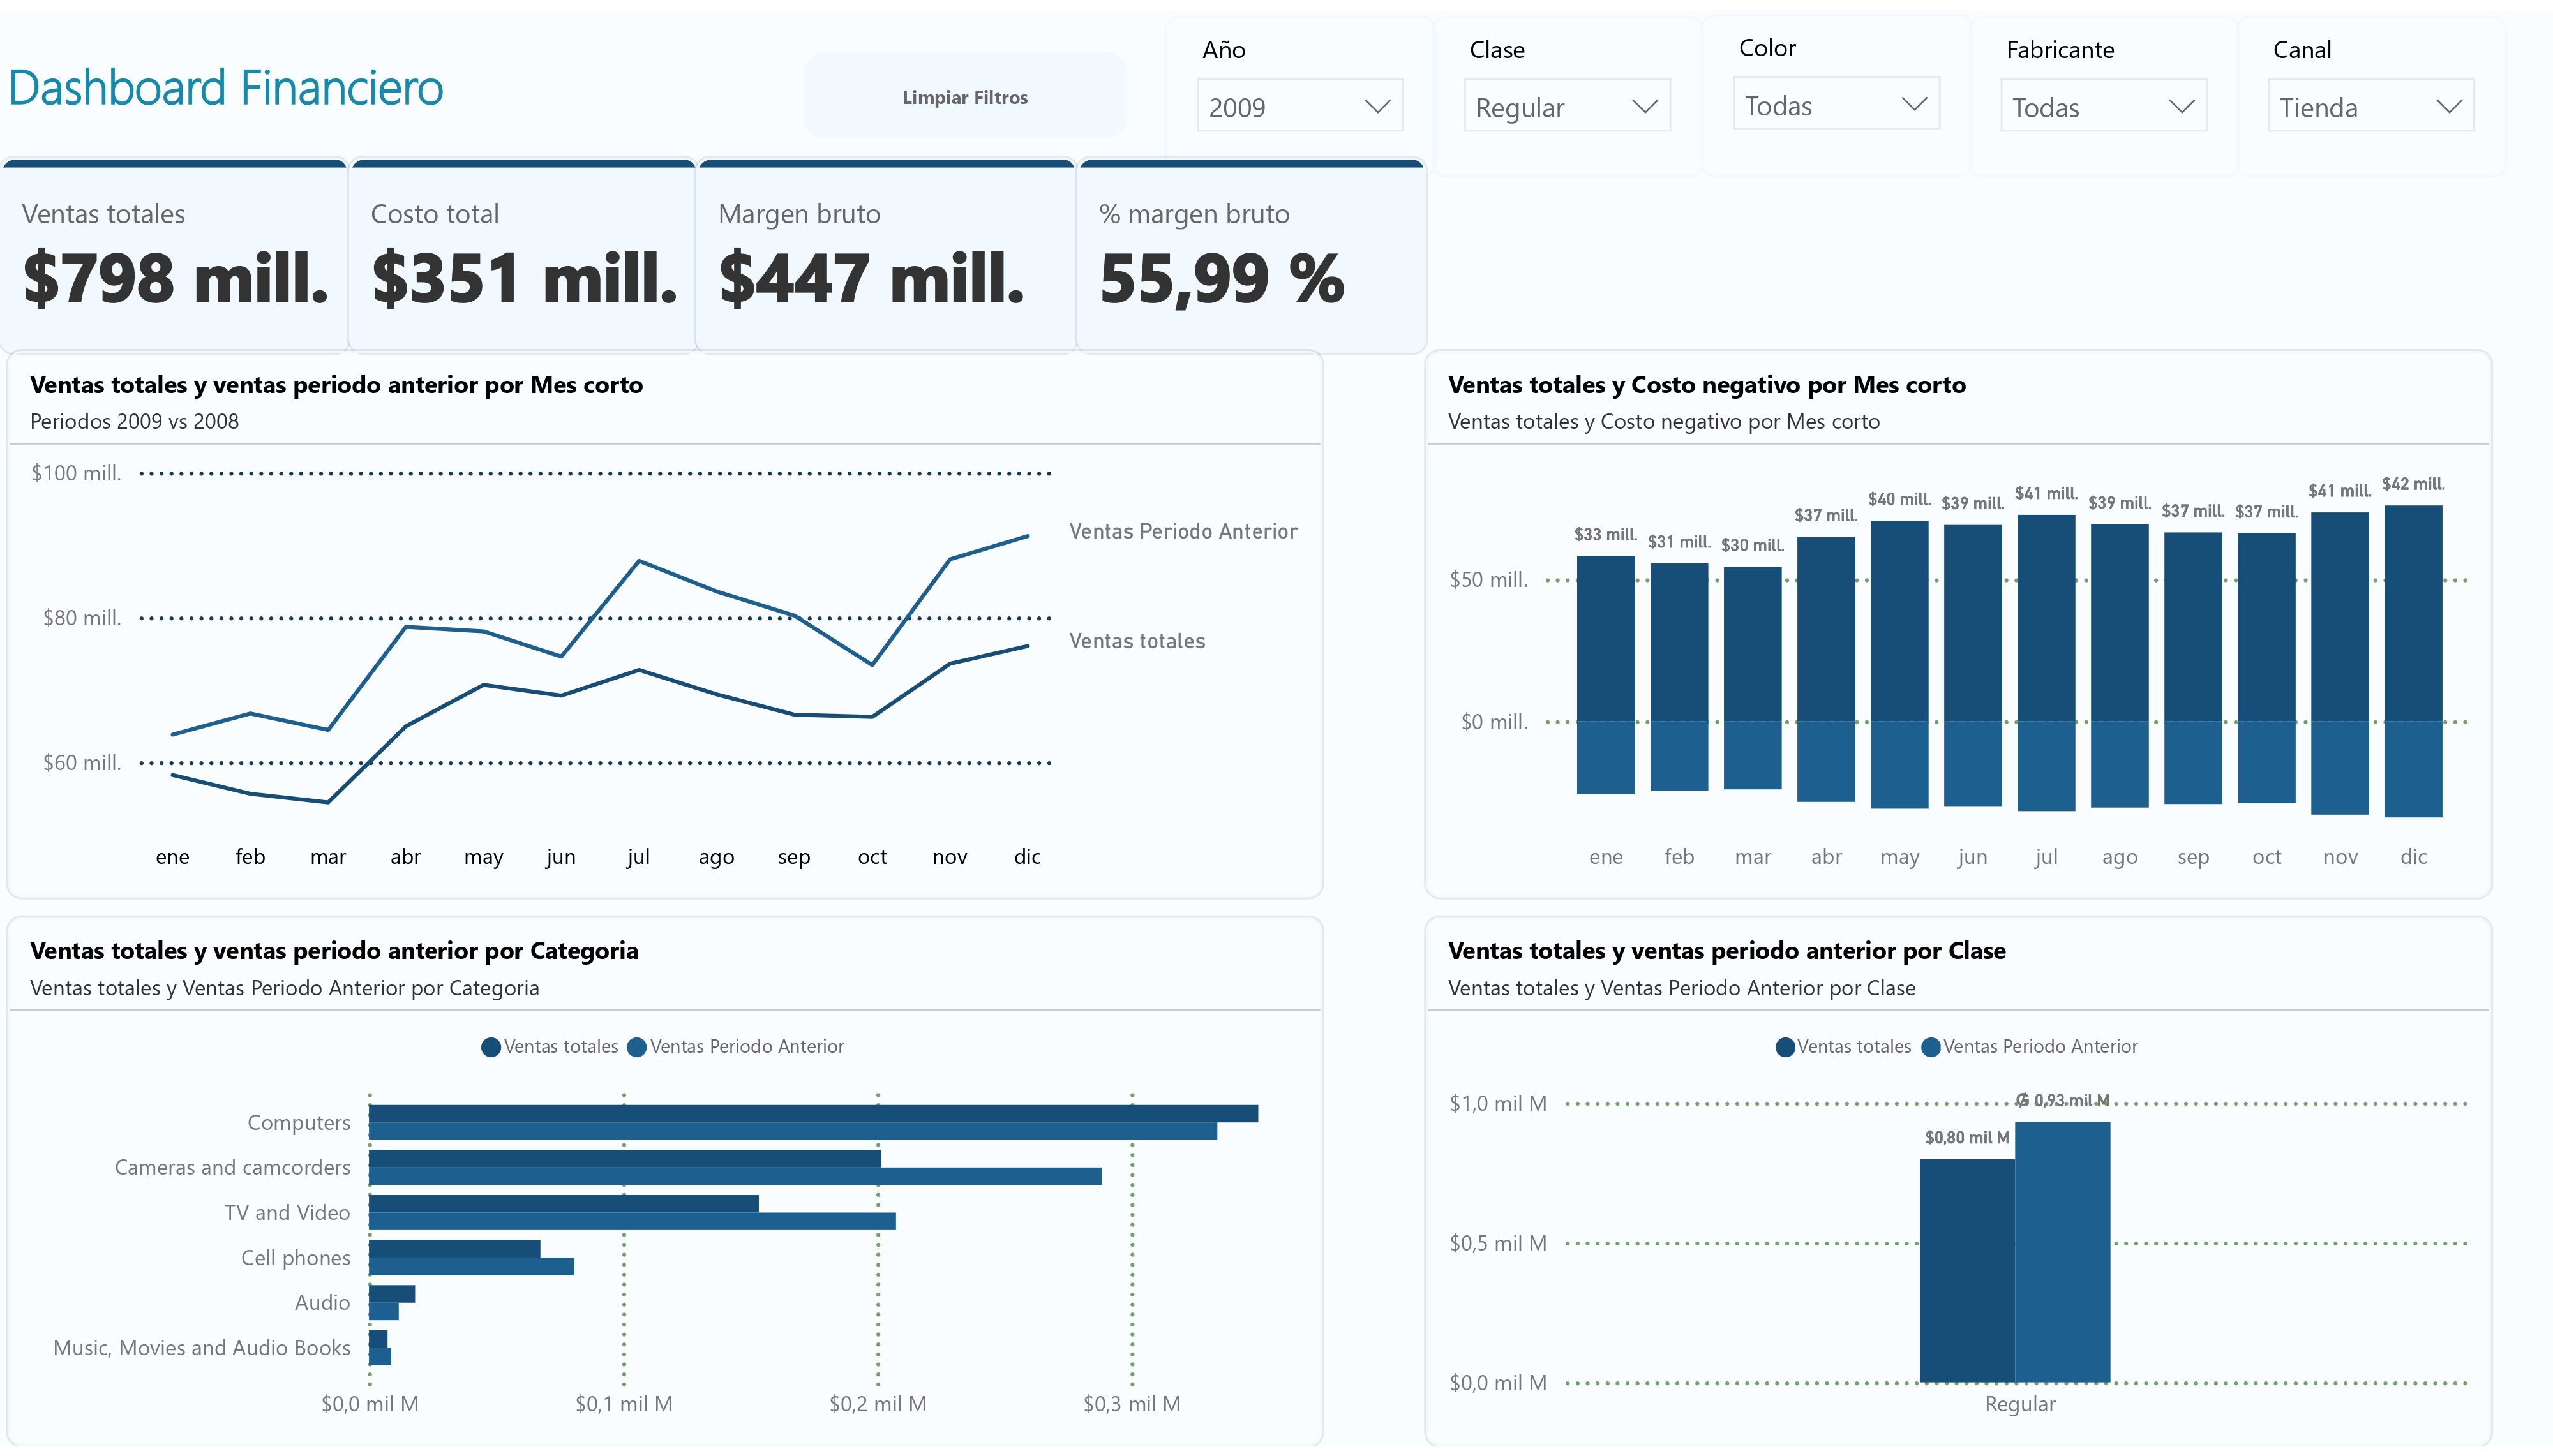 Dashboard Financiero
Limpiar Filtros
Año
2009
Clase
Regular
Color
Todas
Fabricante
Todas
Canal
Tienda
Ventas totales
$798 mill.
Costo total
$351 mill.
Margen bruto
$447 mill.
% margen bruto
55,99 %
Ventas totales y ventas periodo anterior por Mes corto
Periodos 2009 vs 2008
$100 mill.
$80 mill.
$60 mill.
Ventas Periodo Anterior
Ventas totales
ene feb mar abr may jun jul ago sep oct nov dic
Ventas totales y Costo negativo por Mes corto
Ventas totales y Costo negativo por Mes corto
$33 mill. $31 mill. $30 mill. $37 mill. $40 mill. $39 mill. $41 mill. $39 mill. $37 mill. $37 mill. $41 mill. $42 mill.
$50 mill.
$0 mill.
ene feb mar abr may jun jul ago sep oct nov dic
Ventas totales y ventas periodo anterior por Categoria
Ventas totales y Ventas Periodo Anterior por Categoria
Ventas totales Ventas Periodo Anterior
Computers
Cameras and camcorders
TV and Video
Cell phones
Audio
Music, Movies and Audio Books
$0,0 mil M $0,1 mil M $0,2 mil M $0,3 mil M
Ventas totales y ventas periodo anterior por Clase
Ventas totales y Ventas Periodo Anterior por Clase
Ventas totales Ventas Periodo Anterior
$1,0 mil M
0,93 mil M
$0,80 mil M
$0,5 mil M
$0,0 mil M
Regular